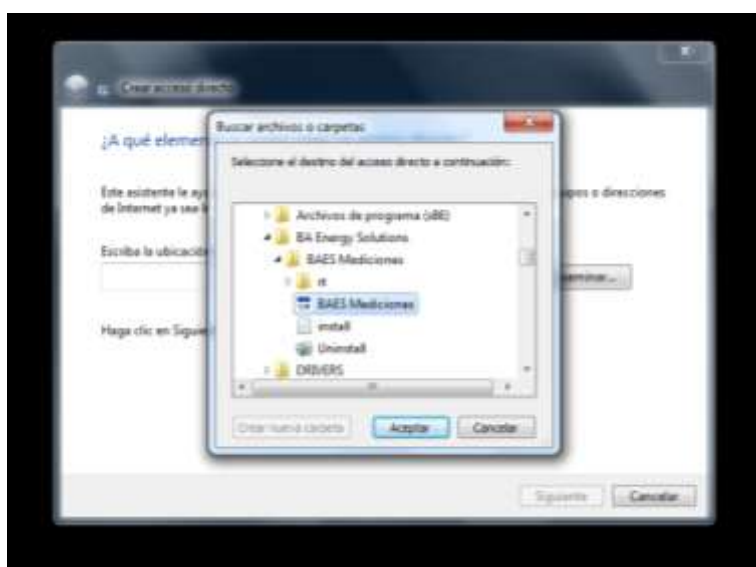 Crear acceso directo
Buscar archivos o carpetas
¿A qué elemen
Seleccione el destino del acceso directo a continuación:
Este asistente le ay
uipos o direcciones
de Internet ya sea
Archivos de programa (x86)
BA Energy Solutions
Escriba la ubicació
BAES Mediciones
rt
BAES Mediciones
install
Haga clic en Siguie
Uninstall
DRIVERS
Crear nueva carpeta
Aceptar
Cancelar
Siguiente
Cancelar